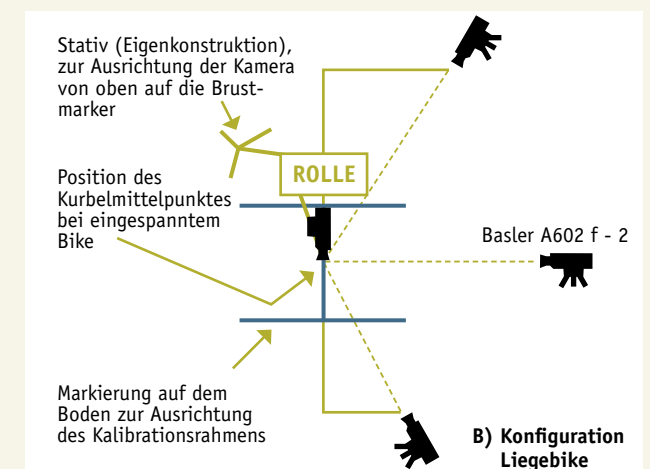 Stativ (Eigenkonstruktion),
zur Ausrichtung der Kamera
von oben auf die Brust-
marker
ROLLE
Position des
Kurbelmittelpunktes
bei eingespanntem
Bike
Basler A602 f - 2
Markierung auf dem
Boden zur Ausrichtung
des Kalibrationsrahmens
B) Konfiguration
Liegebike